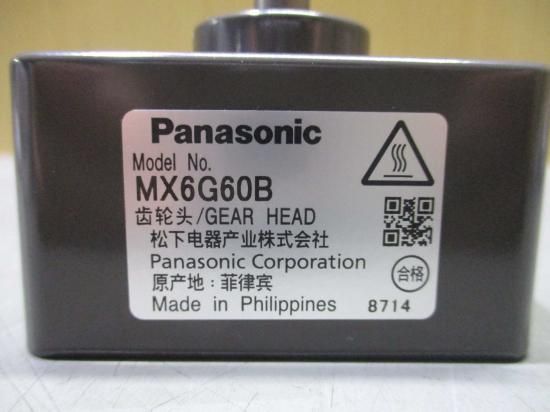 Panasonic
Model No.
MX6G60B
齿轮头/GEAR HEAD
松下电器产业株式会社
Panasonic Corporation
原产地:菲律宾
合格
Made in Philippines
8714